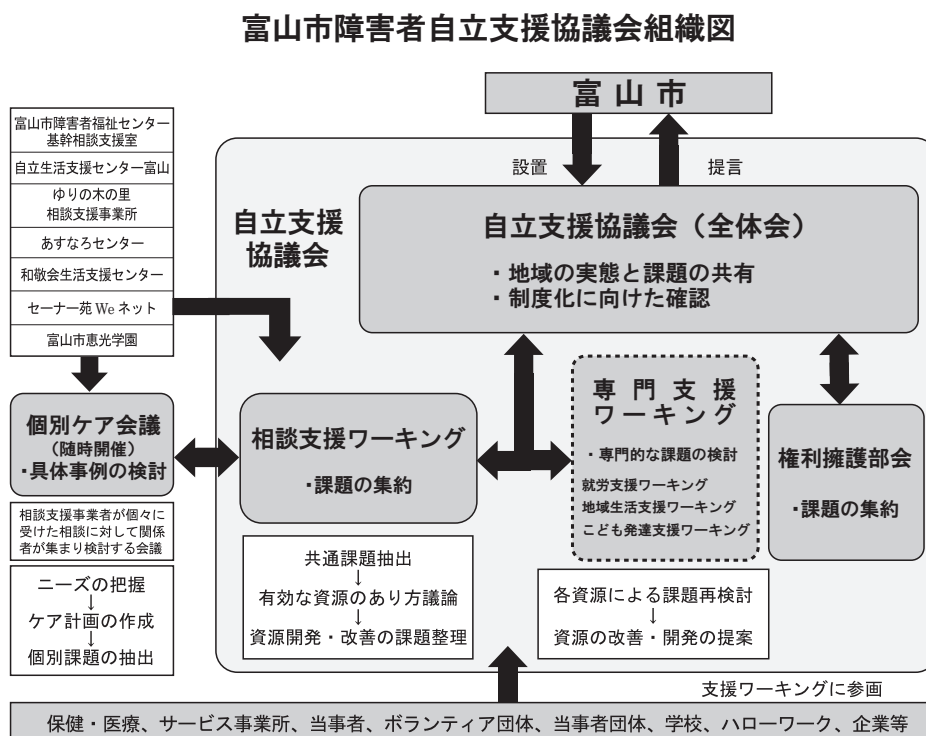 富山市障害者自立支援協議会組織図
富山市
設置
提言
富山市障害者福祉センター
基幹相談支援室
自立生活支援センター富山
ゆりの木の里
相談支援事業所
あすなろセンター
和敬会生活支援センター
セーナー苑 We ネット
富山市恵光学園
自立支援
協議会
自立支援協議会（全体会）
・地域の実態と課題の共有
・制度化に向けた確認
個別ケア会議
（随時開催）
・具体事例の検討
相談支援ワーキング
・課題の集約
専門支援
ワーキング
・専門的な課題の検討
就労支援ワーキング
地域生活支援ワーキング
こども発達支援ワーキング
権利擁護部会
・課題の集約
相談支援事業者が個々に
受けた相談に対して関係
者が集まり検討する会議
ニーズの把握
↓
ケア計画の作成
↓
個別課題の抽出
共通課題抽出
↓
有効な資源のあり方議論
↓
資源開発・改善の課題整理
各資源による課題再検討
↓
資源の改善・開発の提案
支援ワーキングに参画
保健・医療、サービス事業所、当事者、ボランティア団体、当事者団体、学校、ハローワーク、企業等